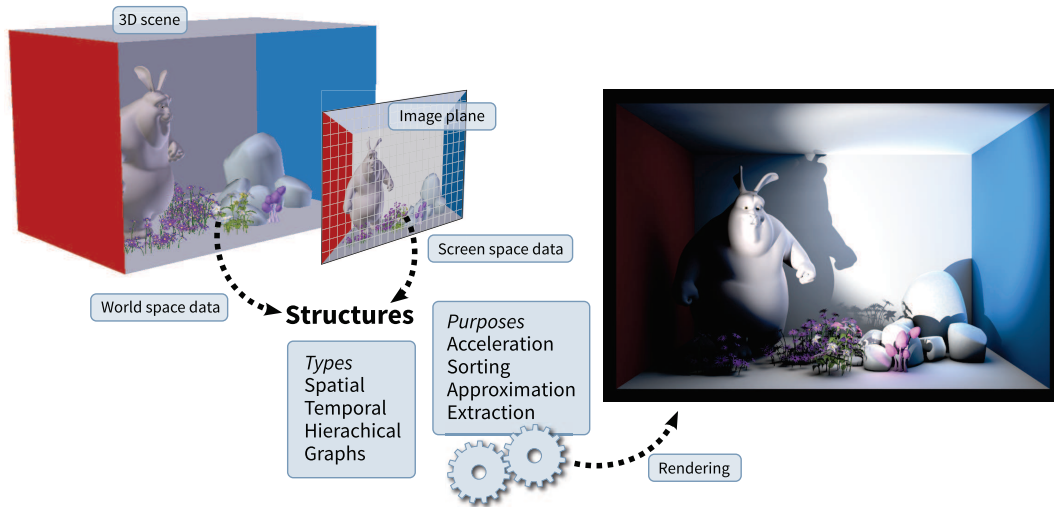 3D scene
Image plane
Screen space data
World space data
Structures
Types
Spatial
Temporal
Hierachical
Graphs
Purposes
Acceleration
Sorting
Approximation
Extraction
Rendering